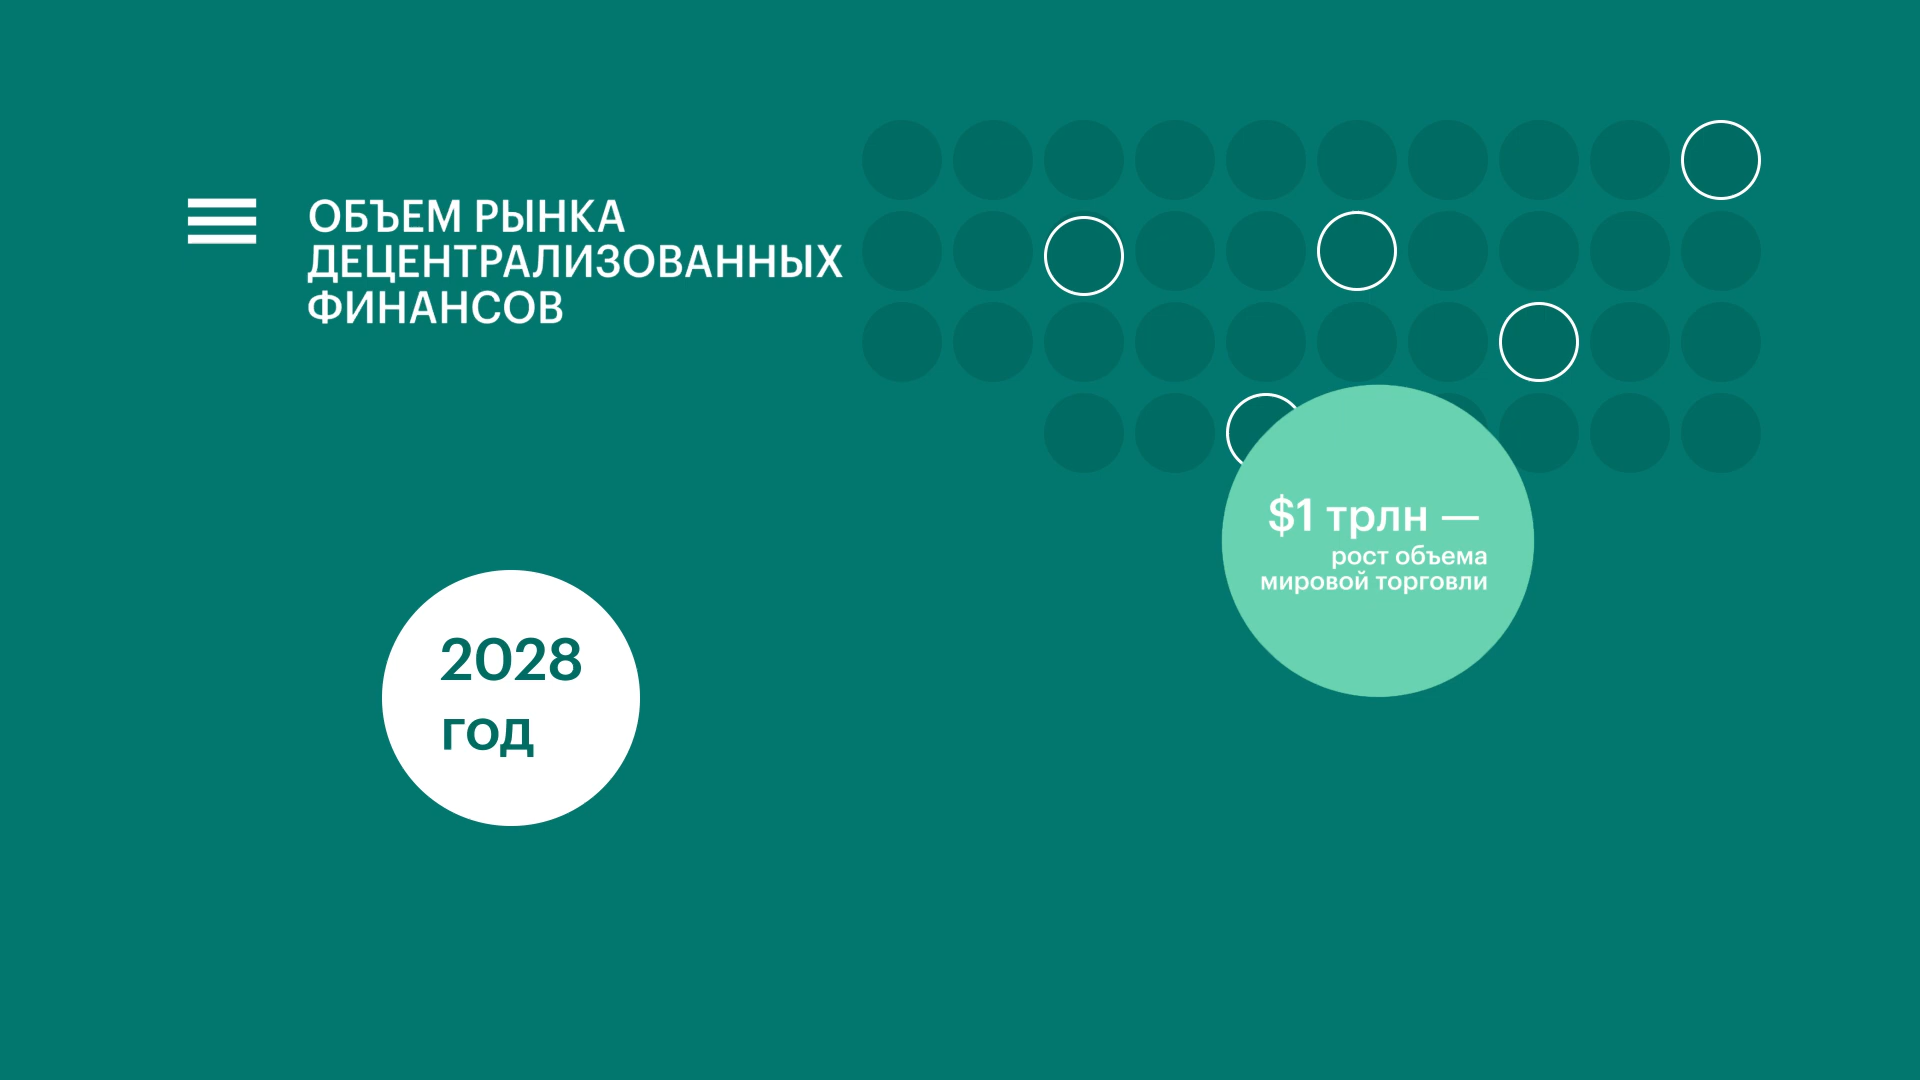 ОБЪЕМ РЫНКА
ДЕЦЕНТРАЛИЗОВАННЫХ
ФИНАНСОВ
$1 трлн —
рост объема
мировой торговли
2028
год